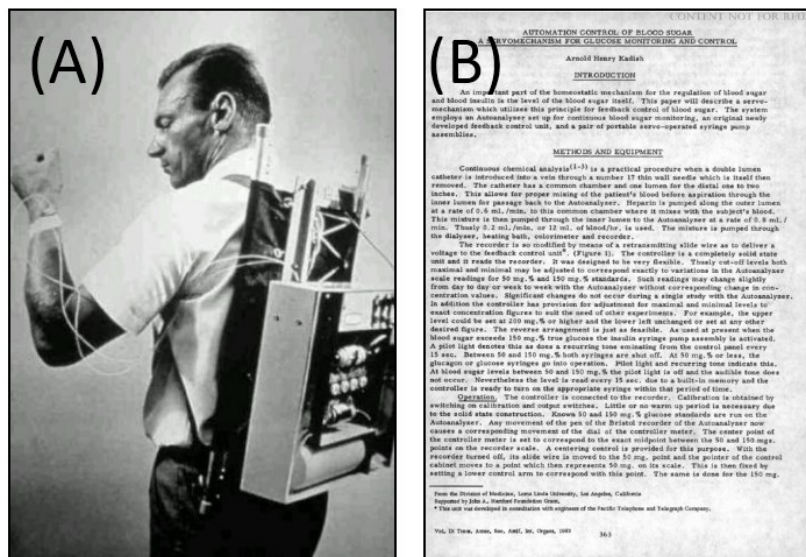 (A)
(B)
CONTENT NOT FOR RED
AUTOMATION CONTROL OF BLOOD SUGAR
A SERVOMECHANISM FOR GLUCOSE MONITORING AND CONTROL
Arnold Henry Kadish
INTRODUCTION
An important part of the homeostatic mechanism for the regulation of blood sugar
and blood insulin is the level of the blood sugar itself. This paper will describe a servo-
mechanism which utilizes this principle for feedback control of blood sugar. The system
employs an Autoanalyzer set up for continuous blood sugar monitoring, an original newly
developed feedback control unit, and a pair of portable servo-operated syringe pump
assemblies.
METHODS AND EQUIPMENT
Continuous chemical analysis(1-3) is a practical procedure when a double lumen
catheter is introduced into a vein through a number 17 thin wall needle which is itself then
removed. The catheter has a common chamber and one lumen for the distal one to two
inches. This allows for proper mixing of the patient's blood before aspiration through the
inner lumen for passage back to the Autoanalyzer. Heparin is pumped along the outer lumen
at a rate of 0.6 mL./min. to this common chamber where it mixes with the subject's blood.
This mixture is then pumped through the inner lumen to the Autoanalyzer at a rate of 0.8 mL./
min. Thusly 0.2 mL./min. or 12 mL of blood/hr. is used. The mixture is pumped through
the dialyzer, heating bath, colorimeter and recorder.
The recorder is so modified by means of a retransmitting slide wire as to deliver a
voltage to the feedback control unit*. (Figure 1). The controller is a completely solid state
unit and it reads the recorder. It was designed to be very flexible. Thusly cut-off levels both
maximal and minimal may be adjusted to correspond exactly to variations in the Autoanalyzer
scale readings for 50 mg.% and 150 mg.% standards. Such readings may change slightly
from day to day or week to week with the Autoanalyzer without corresponding change in con-
centration values. Significant changes do not occur during a single study with the Autoanalyzer.
In addition the controller has provision for adjustment for maximal and minimal levels to
exact concentration figures to suit the need of other experiments. For example, the upper
level could be set at 200 mg.% or higher and the lower left unchanged or set at any other
desired figure. The reverse arrangement is just as feasible. As used at present when the
blood sugar exceeds 150 mg.% true glucose the insulin syringe pump assembly is activated.
A pilot light denotes this as does a recurring tone eminating from the control panel every
15 sec. Between 50 and 150 mg.% both syringes are shut off. At 50 mg.% or less, the
glucagon or glucose syringes go into operation. Pilot light and recurring tone indicate this.
At blood sugar levels between 50 and 150 mg.% the pilot light is off and the audible tone does
not occur. Nevertheless the level is read every 15 sec. due to a built-in memory and the
controller is ready to turn on the appropriate syringe within that period of time.
Operation. The controller is connected to the recorder. Calibration is obtained by
switching on calibration and output switches. Little or no warm up period is necessary due
to the solid state construction. Known 50 and 150 mg.% glucose standards are run on the
Autoanalyzer. Any movement of the pen of the Bristol recorder of the Autoanalyzer now
causes a corresponding movement of the dial of the controller meter. The center point of
the controller meter is set to correspond to the exact midpoint between the 50 and 150 mgs.
points on the recorder scale. A centering control is provided for this purpose. With the
recorder turned off, its slide wire is moved to the 50 mg. point and the pointer of the control
cabinet moves to a point which then represents 50 mg. on its scale. This is then fixed by
setting a lower control arm to correspond with this point. The same is done for the 150 mg.
From the Division of Medicine, Loma Linda University, Los Angeles, California
Supported by John A. Hartford Foundation Grant.
* This unit was developed in consultation with engineers of the Pacific Telephone and Telegraph Company.
Vol. IX Trans. Amer. Soc. Artif. Int. Organs, 1963
363